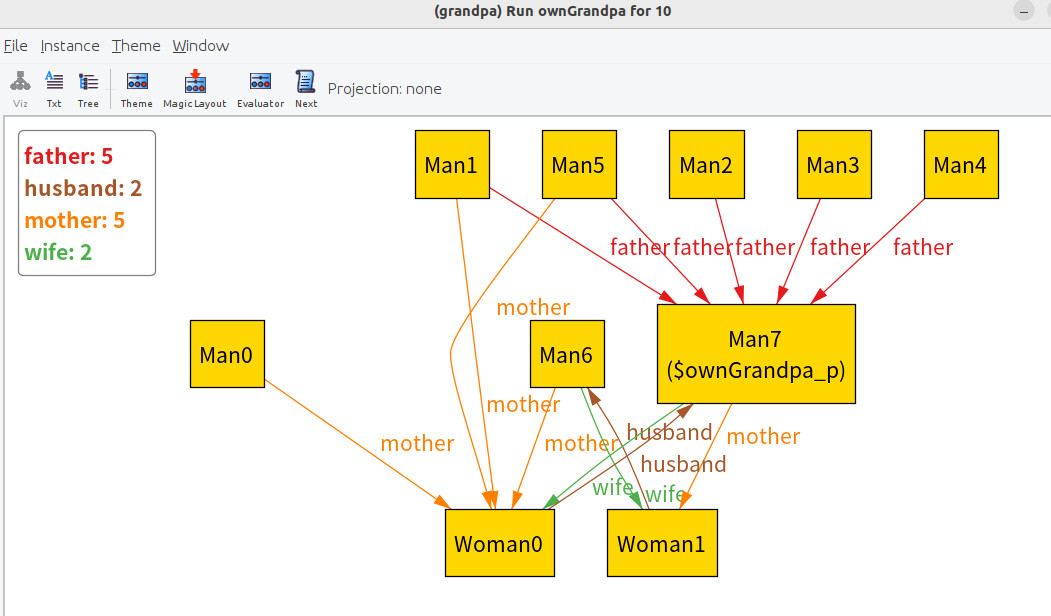 (grandpa) Run ownGrandpa for 10
File Instance Theme Window
Viz Txt Tree Theme Magic Layout Evaluator Next Projection: none
father: 5
husband: 2
mother: 5
wife: 2
Man1 Man5 Man2 Man3 Man4
father father father father father
mother
Man0 Man6 Man7
($ownGrandpa_p)
mother
mother mother husband mother
husband
wife wife
Woman0 Woman1